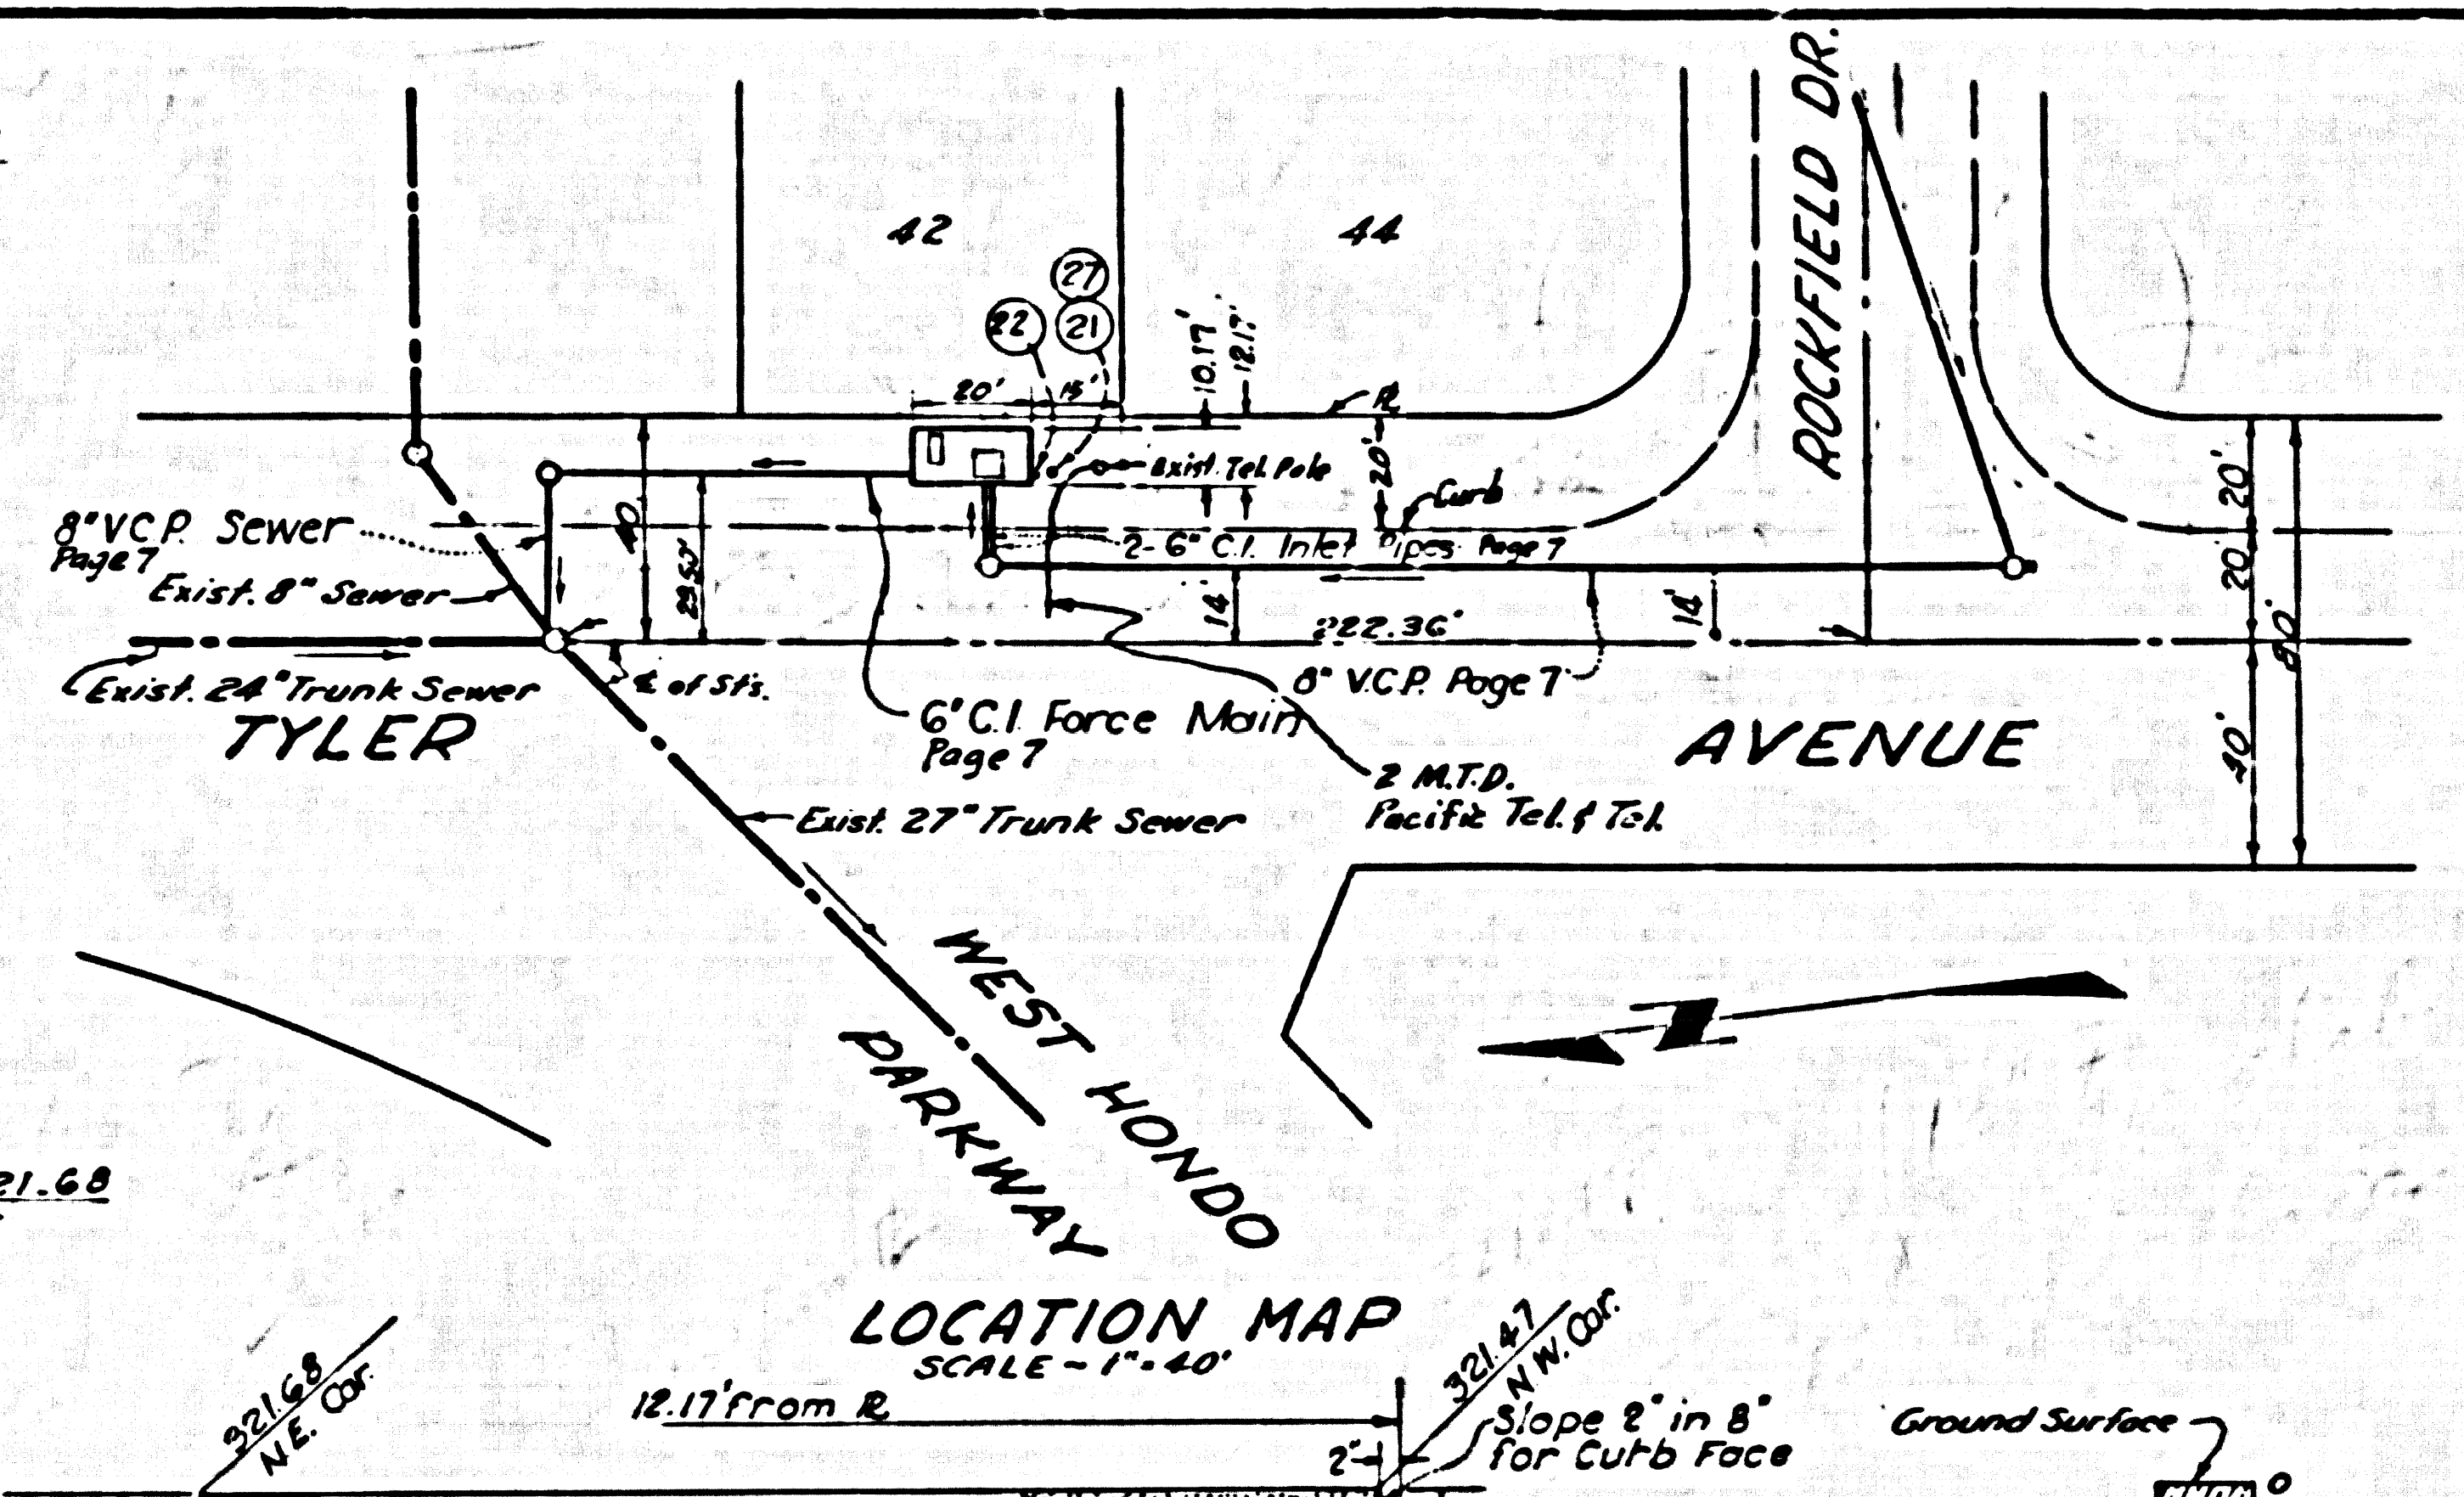 ROCKFIELD DR.
42
44
27
22
21
10.17'
12.17'
20'
15'
PL
Exist. Tel. Pole
20'
Curb
8" V.C.P. Sewer
Page 7
Exist. 8" Sewer
40
29.50'
2-6" C.I. Inlet Pipes Page 7
14'
222.36'
14'
20'
20'
80'
40'
Exist. 24" Trunk Sewer
℄ of St's.
8" V.C.P. Page 7
TYLER
6" C.I. Force Main
Page 7
AVENUE
2 M.T.D.
Pacific Tel. & Tel.
Exist. 27" Trunk Sewer
WEST HONDO
PARKWAY
21.68
LOCATION MAP
SCALE ~ 1" = 40'
321.68
N.E. Cor.
12.17' from PL
321.47
N.W. Cor.
2"
Slope 2" in 8"
for Curb Face
Ground Surface